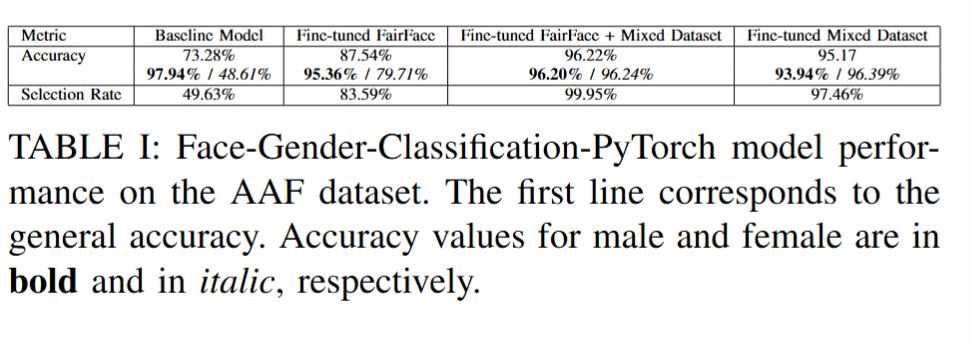 Metric Baseline Model Fine-tuned FairFace Fine-tuned FairFace + Mixed Dataset Fine-tuned Mixed Dataset
Accuracy 73.28% 87.54% 96.22% 95.17
97.94% / 48.61% 95.36% / 79.71% 96.20% / 96.24% 93.94% / 96.39%
Selection Rate 49.63% 83.59% 99.95% 97.46%
TABLE I: Face-Gender-Classification-PyTorch model perfor-
mance on the AAF dataset. The first line corresponds to the
general accuracy. Accuracy values for male and female are in
bold and in italic, respectively.